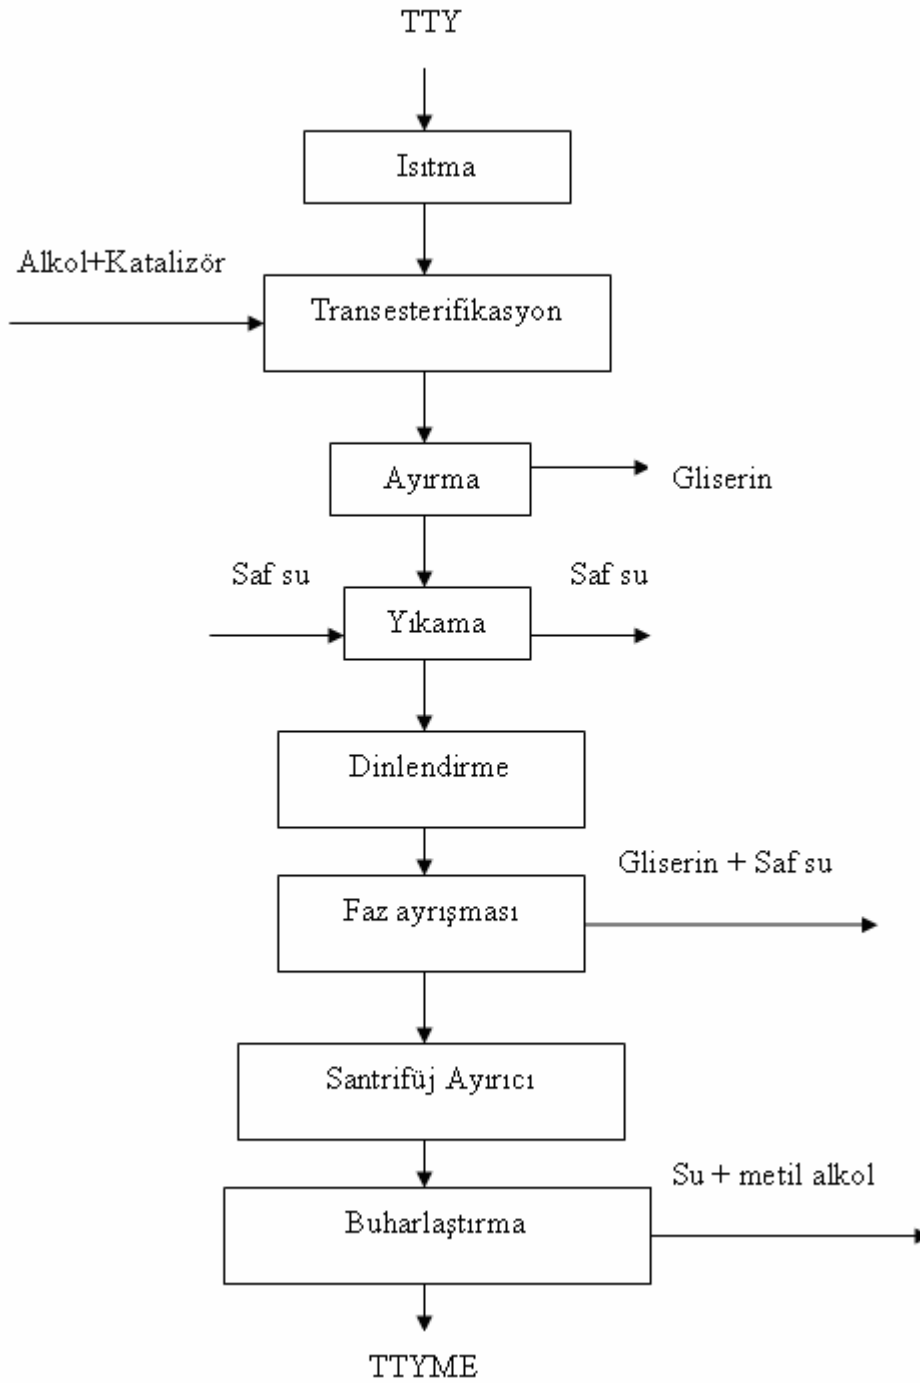 TTY
Isıtma
Alkol+Katalizör
Transesterifikasyon
Ayırma
Gliserin
Saf su
Saf su
Yıkama
Dinlendirme
Gliserin + Saf su
Faz ayrışması
Santrifüj Ayırıcı
Su + metil alkol
Buharlaştırma
TTYME